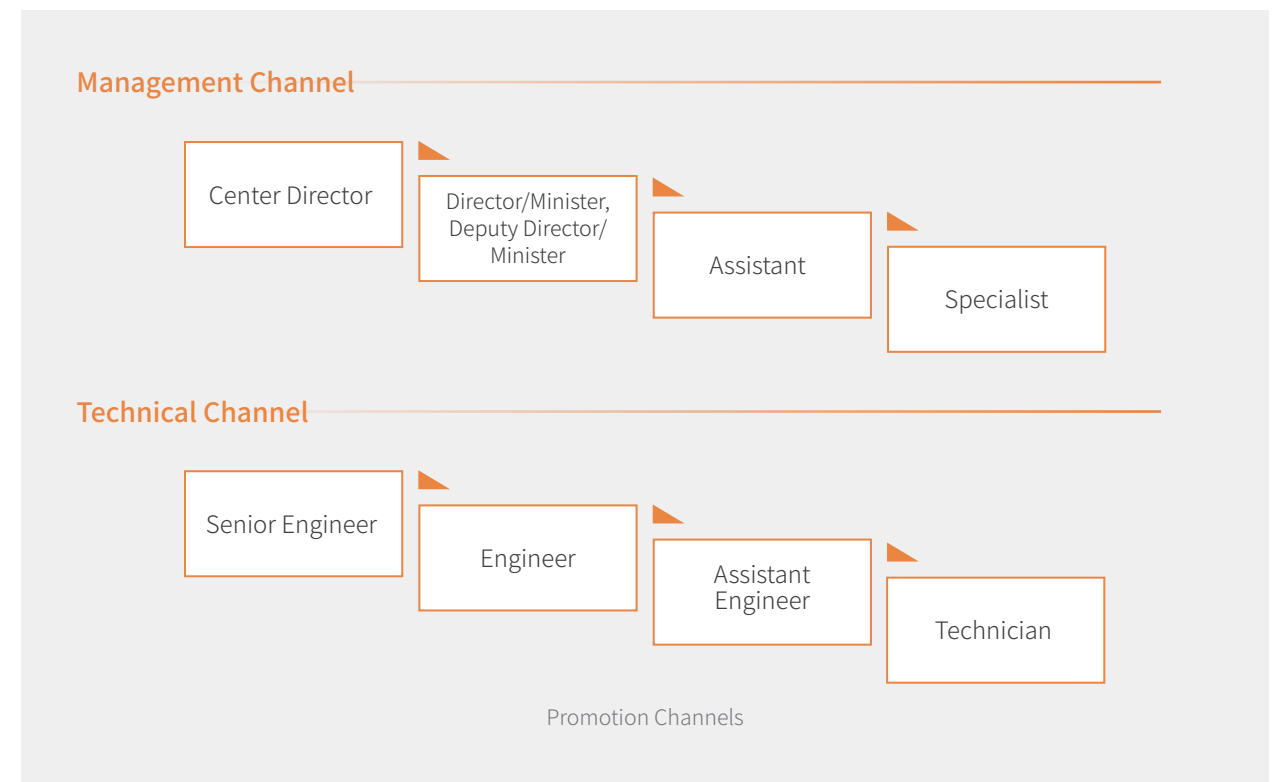 Management Channel
Center Director
Director/Minister,
Deputy Director/
Minister
Assistant
Specialist
Technical Channel
Senior Engineer
Engineer
Assistant
Engineer
Technician
Promotion Channels